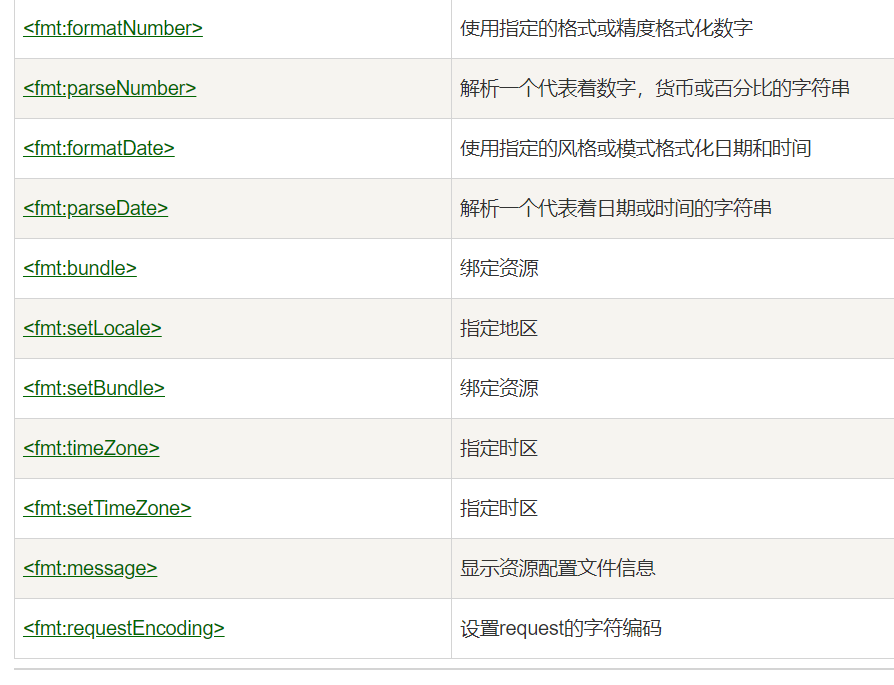 <fmt:formatNumber> 使用指定的格式或精度格式化数字
<fmt:parseNumber> 解析一个代表着数字，货币或百分比的字符串
<fmt:formatDate> 使用指定的风格或模式格式化日期和时间
<fmt:parseDate> 解析一个代表着日期或时间的字符串
<fmt:bundle> 绑定资源
<fmt:setLocale> 指定地区
<fmt:setBundle> 绑定资源
<fmt:timeZone> 指定时区
<fmt:setTimeZone> 指定时区
<fmt:message> 显示资源配置文件信息
<fmt:requestEncoding> 设置request的字符编码